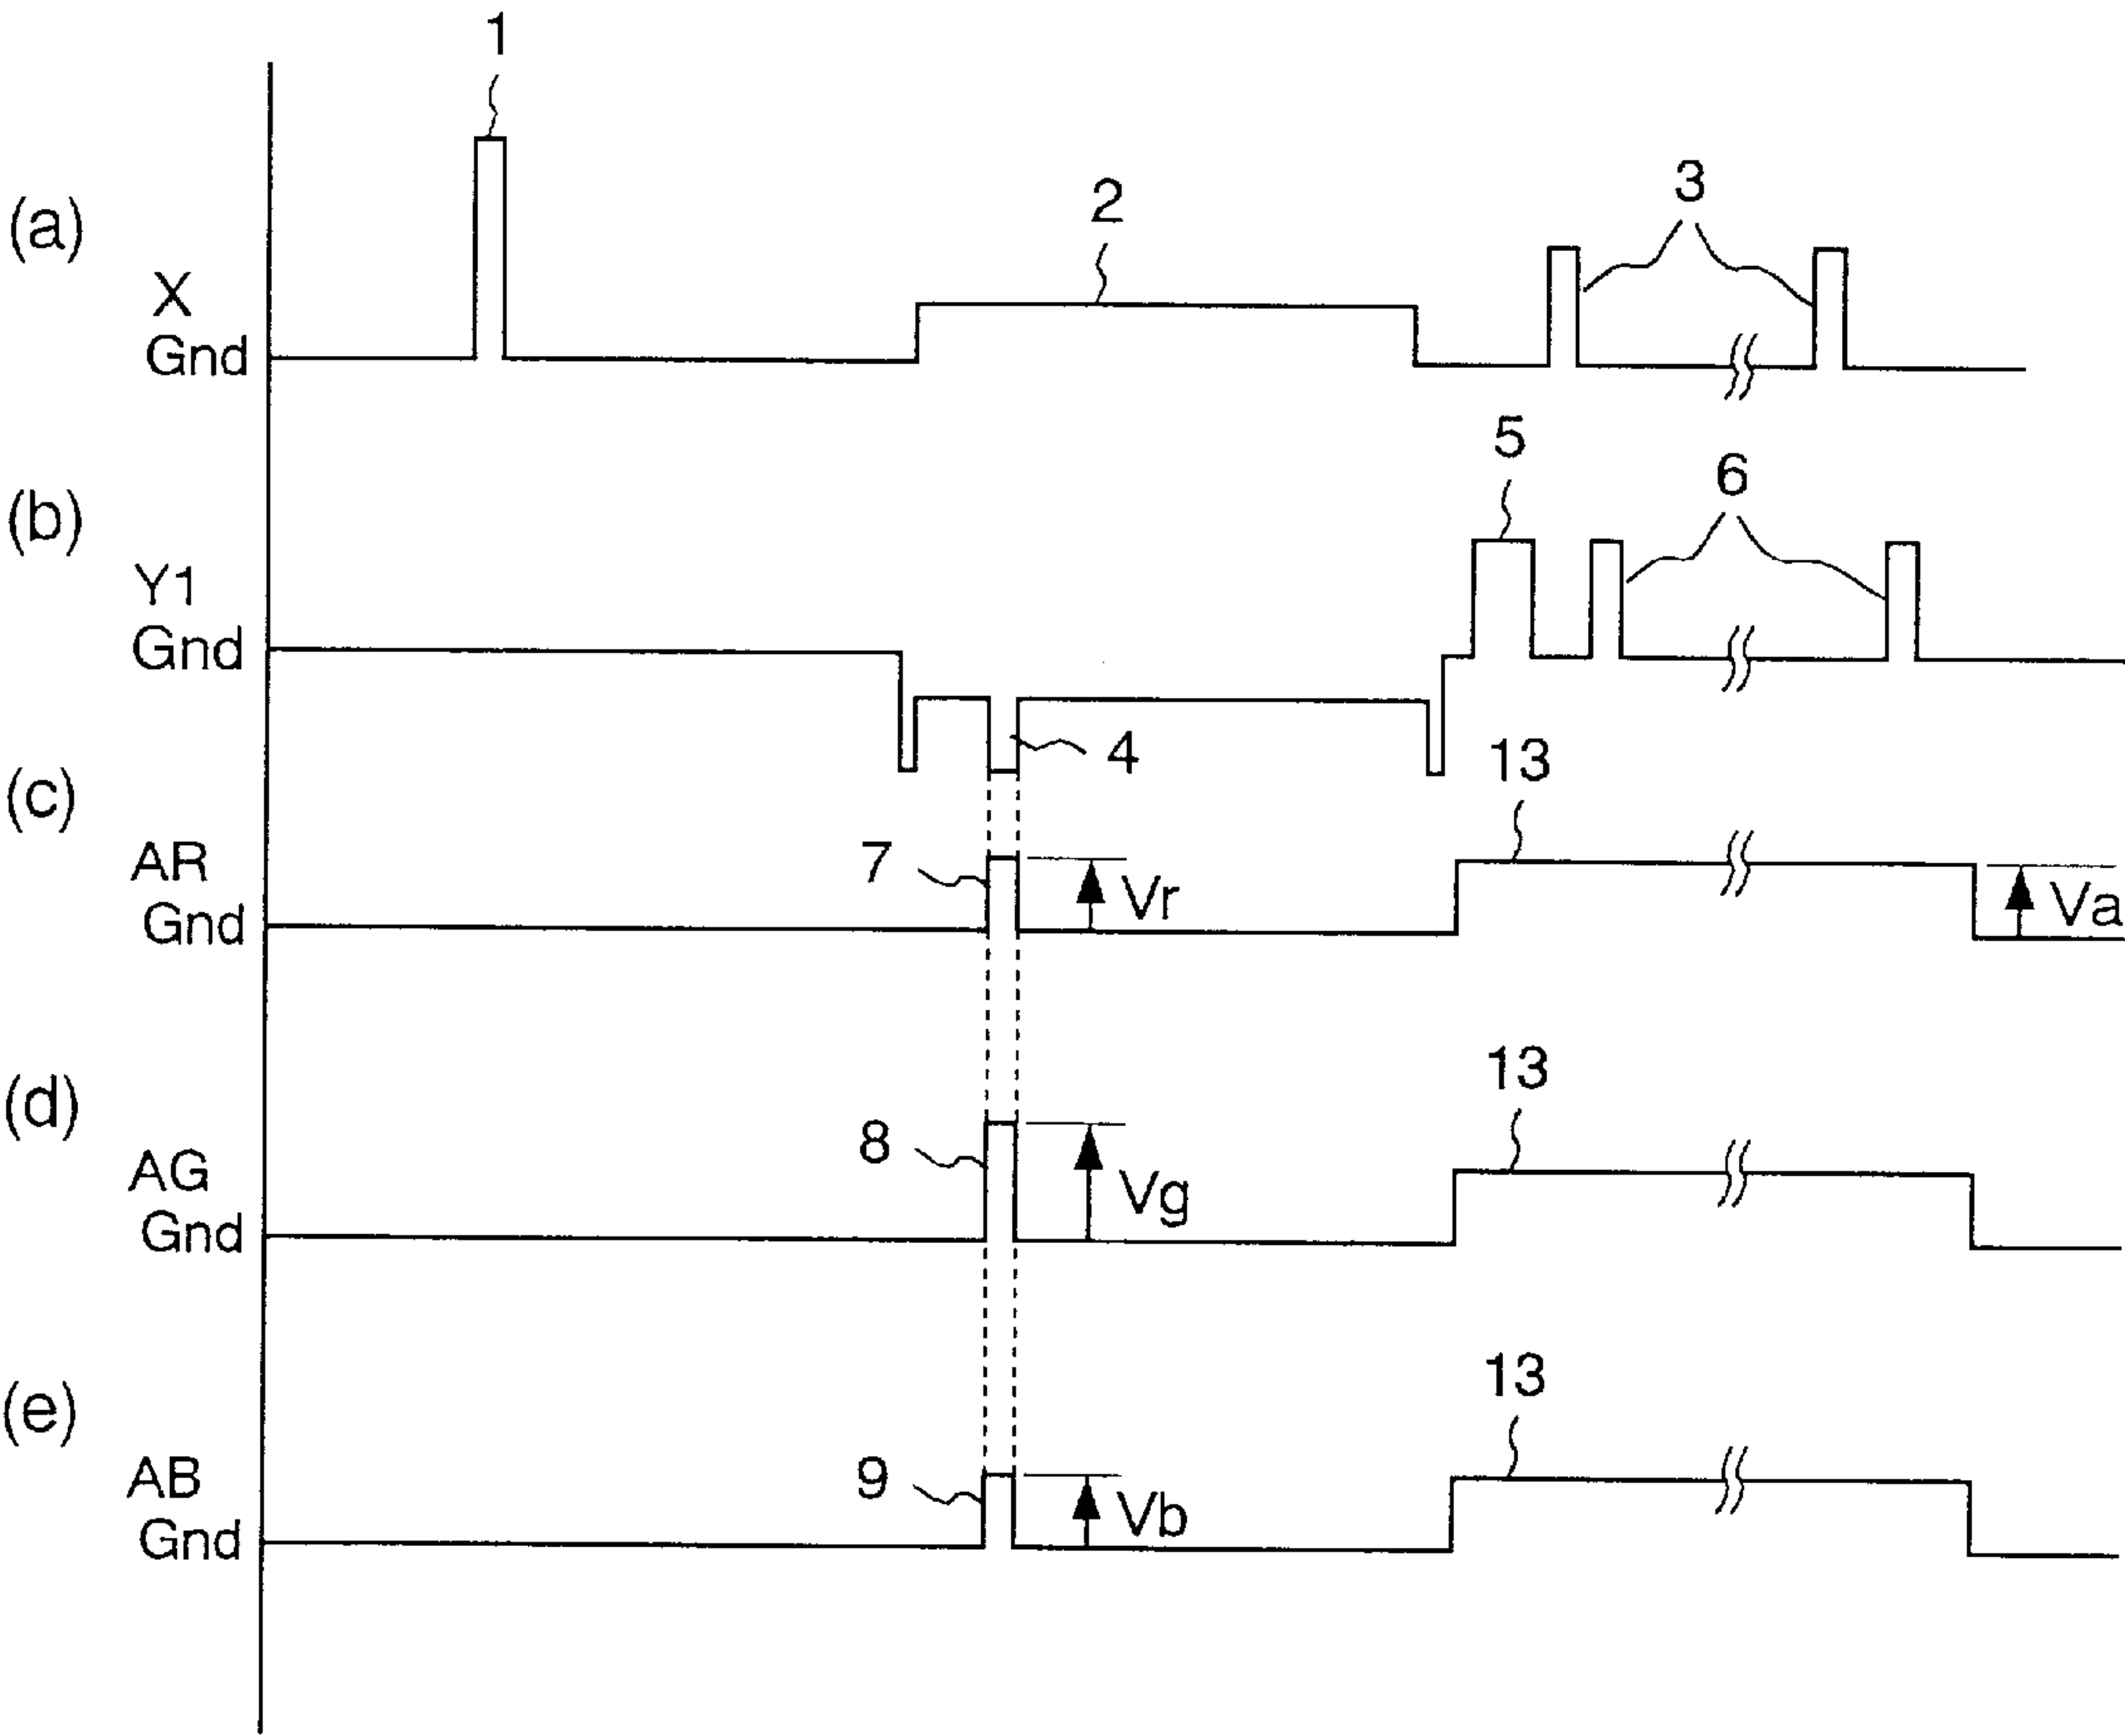 1
(a)
X
Gnd
2
3
(b)
Y1
Gnd
5
6
4
(c)
AR
Gnd
7
Vr
13
Va
(d)
AG
Gnd
8
Vg
13
(e)
AB
Gnd
9
Vb
13